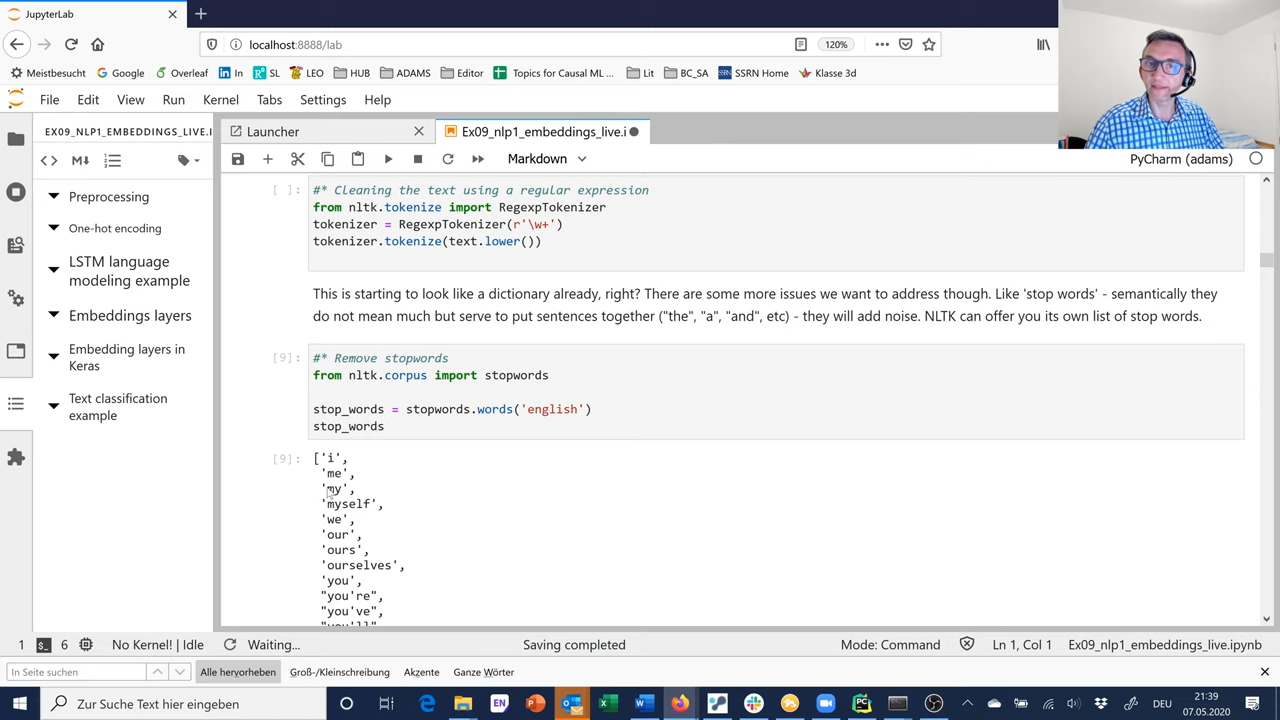 JupyterLab
localhost:8888/lab
120%
Meistbesucht
Google
Overleaf
In
SL
LEO
HUB
ADAMS
Editor
Topics for Causal ML ...
Lit
BC_SA
SSRN Home
Klasse 3d
File Edit View Run Kernel Tabs Settings Help
EX09_NLP1_EMBEDDINGS_LIVE.I
Launcher
Ex09_nlp1_embeddings_live.i
Markdown
PyCharm (adams)
Preprocessing
One-hot encoding
LSTM language
modeling example
Embeddings layers
Embedding layers in
Keras
Text classification
example
[ ]:
#* Cleaning the text using a regular expression
from nltk.tokenize import RegexpTokenizer
tokenizer = RegexpTokenizer(r'\w+')
tokenizer.tokenize(text.lower())
This is starting to look like a dictionary already, right? There are some more issues we want to address though. Like 'stop words' - semantically they
do not mean much but serve to put sentences together ("the", "a", "and", etc) - they will add noise. NLTK can offer you its own list of stop words.
[9]:
#* Remove stopwords
from nltk.corpus import stopwords
stop_words = stopwords.words('english')
stop_words
[9]:
['i',
'me',
'my',
'myself',
'we',
'our',
'ours',
'ourselves',
'you',
"you're",
"you've",
"you'll",
1
6
No Kernel! | Idle
Waiting...
Saving completed
Mode: Command
Ln 1, Col 1
Ex09_nlp1_embeddings_live.ipynb
In Seite suchen
Alle hervorheben
Groß-/Kleinschreibung
Akzente
Ganze Wörter
Zur Suche Text hier eingeben
EN
DEU
21:39
07.05.2020